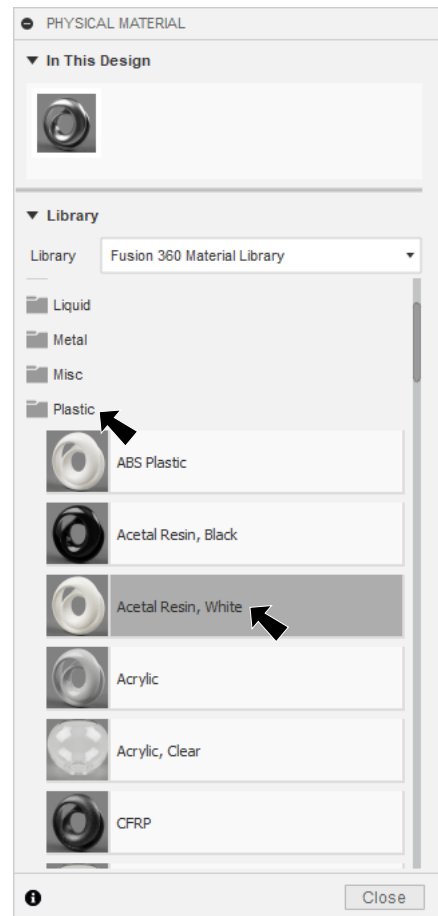 PHYSICAL MATERIAL
In This Design
Library
Library Fusion 360 Material Library
Liquid
Metal
Misc
Plastic
ABS Plastic
Acetal Resin, Black
Acetal Resin, White
Acrylic
Acrylic, Clear
CFRP
Close